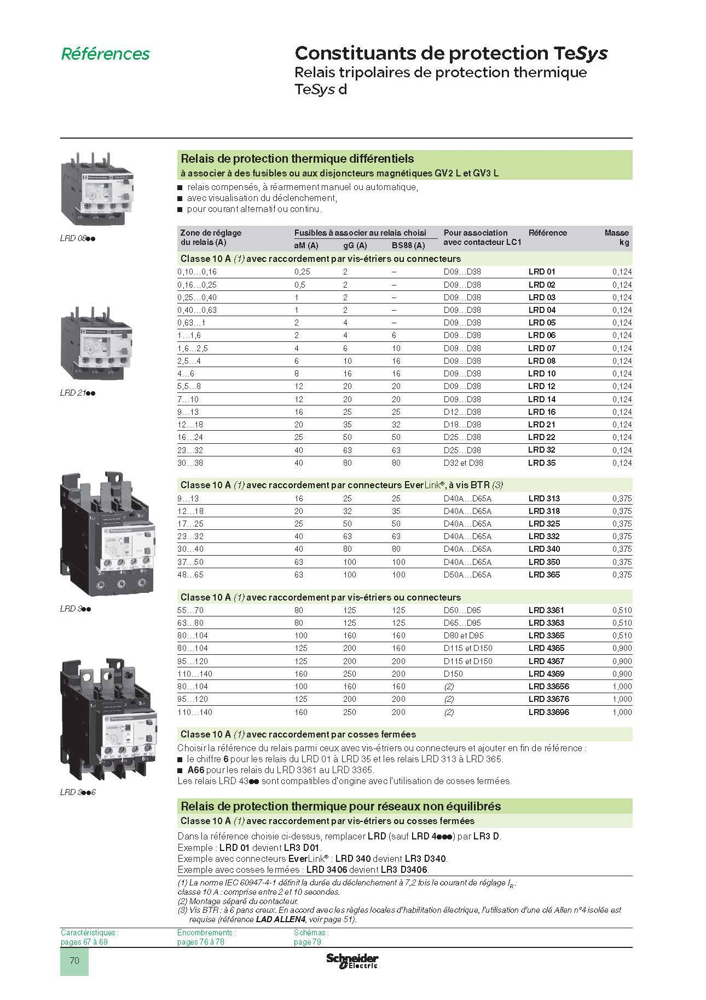 Références
Constituants de protection TeSys
Relais tripolaires de protection thermique
TeSys d
Relais de protection thermique différentiels
à associer à des fusibles ou aux disjoncteurs magnétiques GV2 L et GV3 L
■ relais compensés, à réarmement manuel ou automatique,
■ avec visualisation du déclenchement,
■ pour courant alternatif ou continu.
LRD 08●●
LRD 21●●
LRD 3●●
LRD 3●●6
Zone de réglage du relais (A) Fusibles à associer au relais choisi Pour association avec contacteur LC1 Référence Masse kg
aM (A) gG (A) BS88 (A)
Classe 10 A (1) avec raccordement par vis-étriers ou connecteurs
0,10…0,16 0,25 2 – D09…D38 LRD 01 0,124
0,16…0,25 0,5 2 – D09…D38 LRD 02 0,124
0,25…0,40 1 2 – D09…D38 LRD 03 0,124
0,40…0,63 1 2 – D09…D38 LRD 04 0,124
0,63…1 2 4 – D09…D38 LRD 05 0,124
1…1,6 2 4 6 D09…D38 LRD 06 0,124
1,6…2,5 4 6 10 D09…D38 LRD 07 0,124
2,5…4 6 10 16 D09…D38 LRD 08 0,124
4…6 8 16 16 D09…D38 LRD 10 0,124
5,5…8 12 20 20 D09…D38 LRD 12 0,124
7…10 12 20 20 D09…D38 LRD 14 0,124
9…13 16 25 25 D12…D38 LRD 16 0,124
12…18 20 35 32 D18…D38 LRD 21 0,124
16…24 25 50 50 D25…D38 LRD 22 0,124
23…32 40 63 63 D25…D38 LRD 32 0,124
30…38 40 80 80 D32 et D38 LRD 35 0,124
Classe 10 A (1) avec raccordement par connecteurs EverLink®, à vis BTR (3)
9…13 16 25 25 D40A…D65A LRD 313 0,375
12…18 20 32 35 D40A…D65A LRD 318 0,375
17…25 25 50 50 D40A…D65A LRD 325 0,375
23…32 40 63 63 D40A…D65A LRD 332 0,375
30…40 40 80 80 D40A…D65A LRD 340 0,375
37…50 63 100 100 D40A…D65A LRD 350 0,375
48…65 63 100 100 D50A…D65A LRD 365 0,375
Classe 10 A (1) avec raccordement par vis-étriers ou connecteurs
55…70 80 125 125 D50…D95 LRD 3361 0,510
63…80 80 125 125 D65…D95 LRD 3363 0,510
80…104 100 160 160 D80 et D95 LRD 3365 0,510
80…104 125 200 160 D115 et D150 LRD 4365 0,900
95…120 125 200 200 D115 et D150 LRD 4367 0,900
110…140 160 250 200 D150 LRD 4369 0,900
80…104 100 160 160 (2) LRD 33656 1,000
95…120 125 200 200 (2) LRD 33676 1,000
110…140 160 250 200 (2) LRD 33696 1,000
Classe 10 A (1) avec raccordement par cosses fermées
Choisir la référence du relais parmi ceux avec vis-étriers ou connecteurs et ajouter en fin de référence :
■ le chiffre 6 pour les relais du LRD 01 à LRD 35 et les relais LRD 313 à LRD 365.
■ A66 pour les relais du LRD 3361 au LRD 3365.
Les relais LRD 43●● sont compatibles d'origine avec l'utilisation de cosses fermées.
Relais de protection thermique pour réseaux non équilibrés
Classe 10 A (1) avec raccordement par vis-étriers ou cosses fermées
Dans la référence choisie ci-dessus, remplacer LRD (sauf LRD 4●●●) par LR3 D.
Exemple : LRD 01 devient LR3 D01.
Exemple avec connecteurs EverLink® : LRD 340 devient LR3 D340.
Exemple avec cosses fermées : LRD 3406 devient LR3 D3406.
(1) La norme IEC 60947-4-1 définit la durée du déclenchement à 7,2 fois le courant de réglage IR :
classe 10 A : comprise entre 2 et 10 secondes.
(2) Montage séparé du contacteur.
(3) Vis BTR : à 6 pans creux. En accord avec les règles locales d'habilitation électrique, l'utilisation d'une clé Allen n°4 isolée est
requise (référence LAD ALLEN4, voir page 51).
Caractéristiques : Encombrements : Schémas :
pages 67 à 69 pages 76 à 78 page 79
70
Schneider
Electric